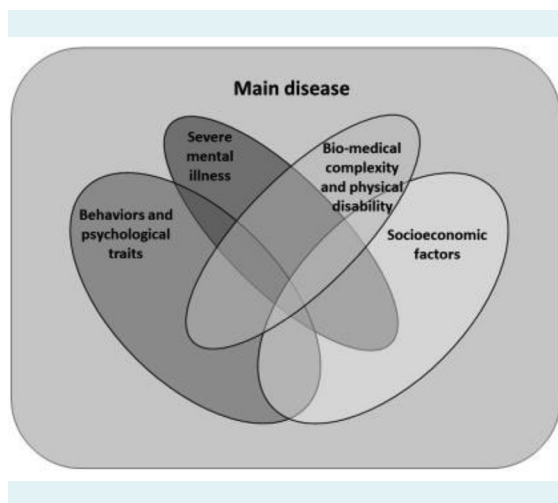 Main disease
Severe
mental
illness
Bio-medical
complexity
and physical
disability
Behaviors and
psychological
traits
Socioeconomic
factors